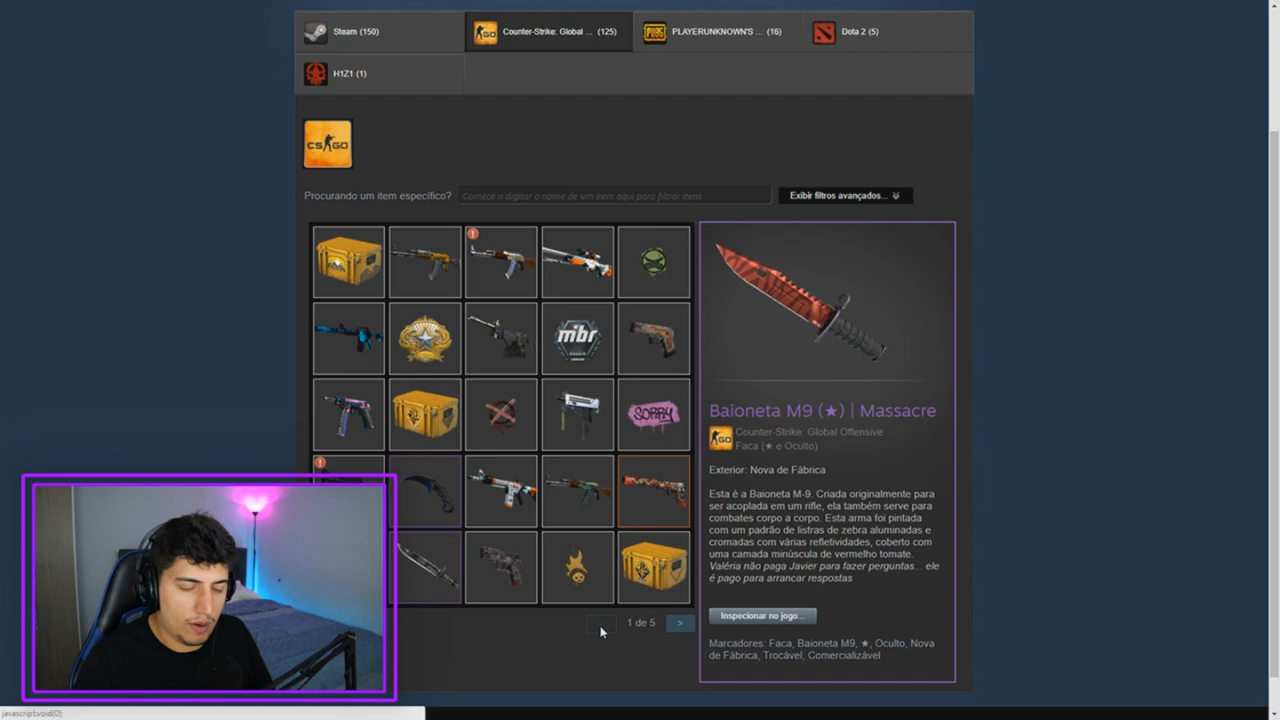 Steam (150)
Counter-Strike: Global ... (125)
PLAYERUNKNOWN'S ... (16)
Dota 2 (5)
H1Z1 (1)
CS GO
Procurando um item específico?
Comece a digitar o nome de um item aqui para filtrar itens
Exibir filtros avançados...
mibr
SORRY
Baioneta M9 (★) | Massacre
Counter-Strike: Global Offensive
Faca (★ e Oculto)
Exterior: Nova de Fábrica
Esta é a Baioneta M-9. Criada originalmente para
ser acoplada em um rifle, ela também serve para
combates corpo a corpo. Esta arma foi pintada
com um padrão de listras de zebra aluminadas e
cromadas com várias refletividades, coberto com
uma camada minúscula de vermelho tomate.
Valéria não paga Javier para fazer perguntas... ele
é pago para arrancar respostas
Inspecionar no jogo...
Marcadores: Faca, Baioneta M9, ★, Oculto, Nova
de Fábrica, Trocável, Comercializável
1 de 5
>
javascript:void(0);